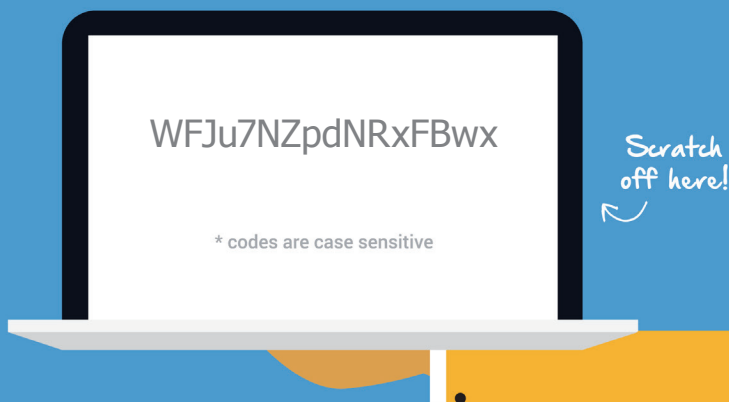 WFJu7NZpdNRxFBwx
Scratch
off here!
* codes are case sensitive